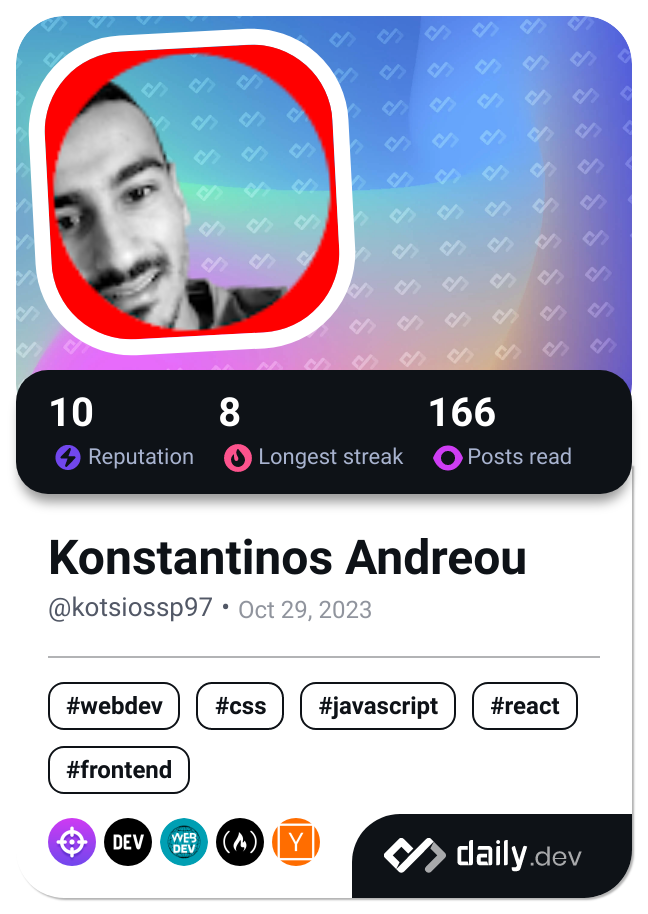 10 8 166
Reputation Longest streak Posts read
Konstantinos Andreou
@kotsiossp97 • Oct 29, 2023
#webdev #css #javascript #react
#frontend
DEV WEB DEV Y
daily.dev